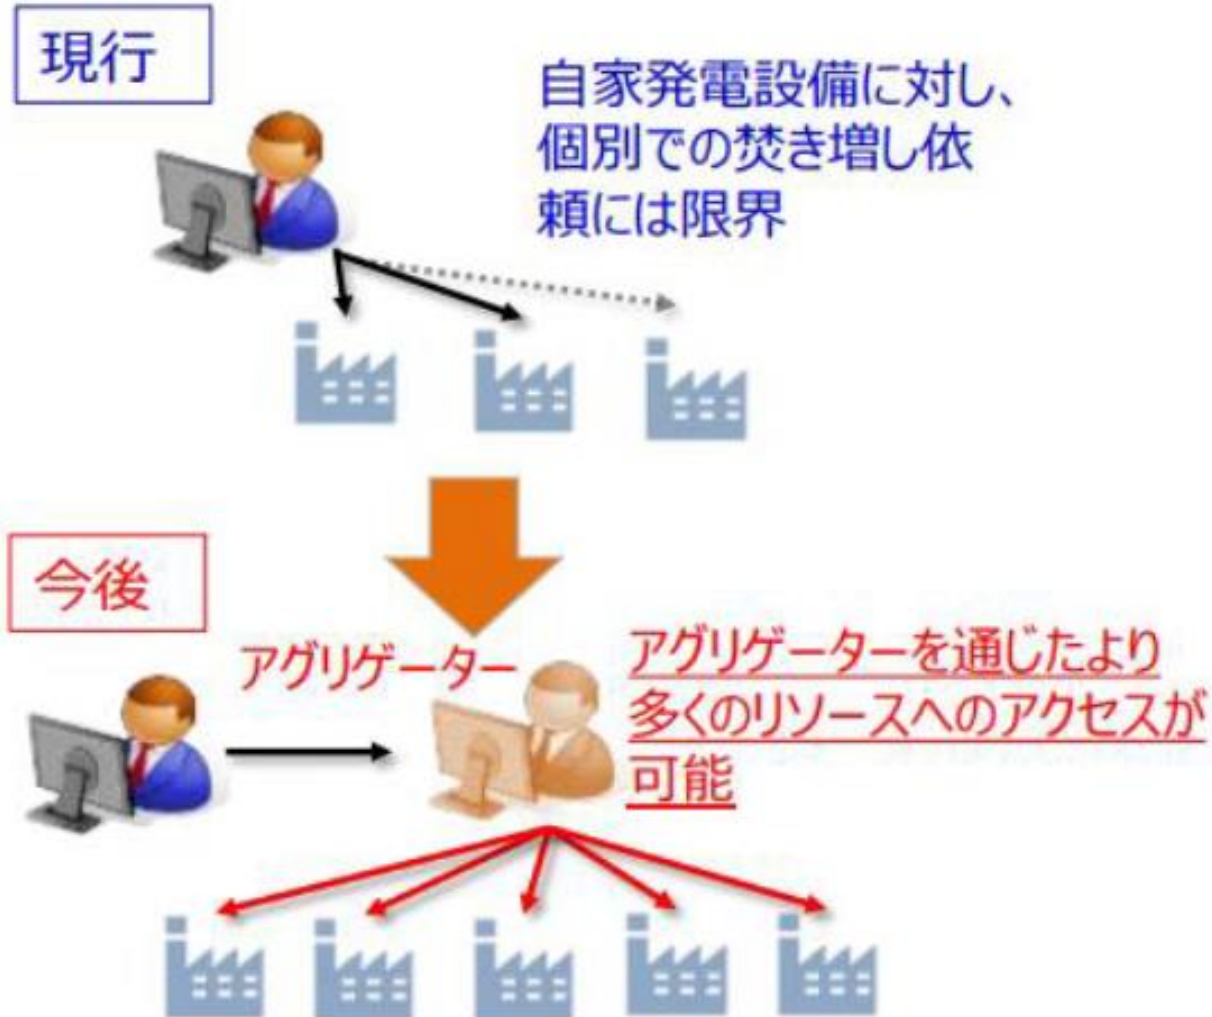 現行
自家発電設備に対し、
個別での焚き増し依
頼には限界
今後
アグリゲーター
アグリゲーターを通じたより
多くのリソースへのアクセスが
可能